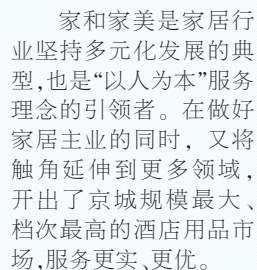 家和家美是家居行
业坚持多元化发展的典
型,也是“以人为本”服务
理念的引领者。在做好
家居主业的同时，又将
触角延伸到更多领域，
开出了京城规模最大、
档次最高的酒店用品市
场,服务更实、更优。